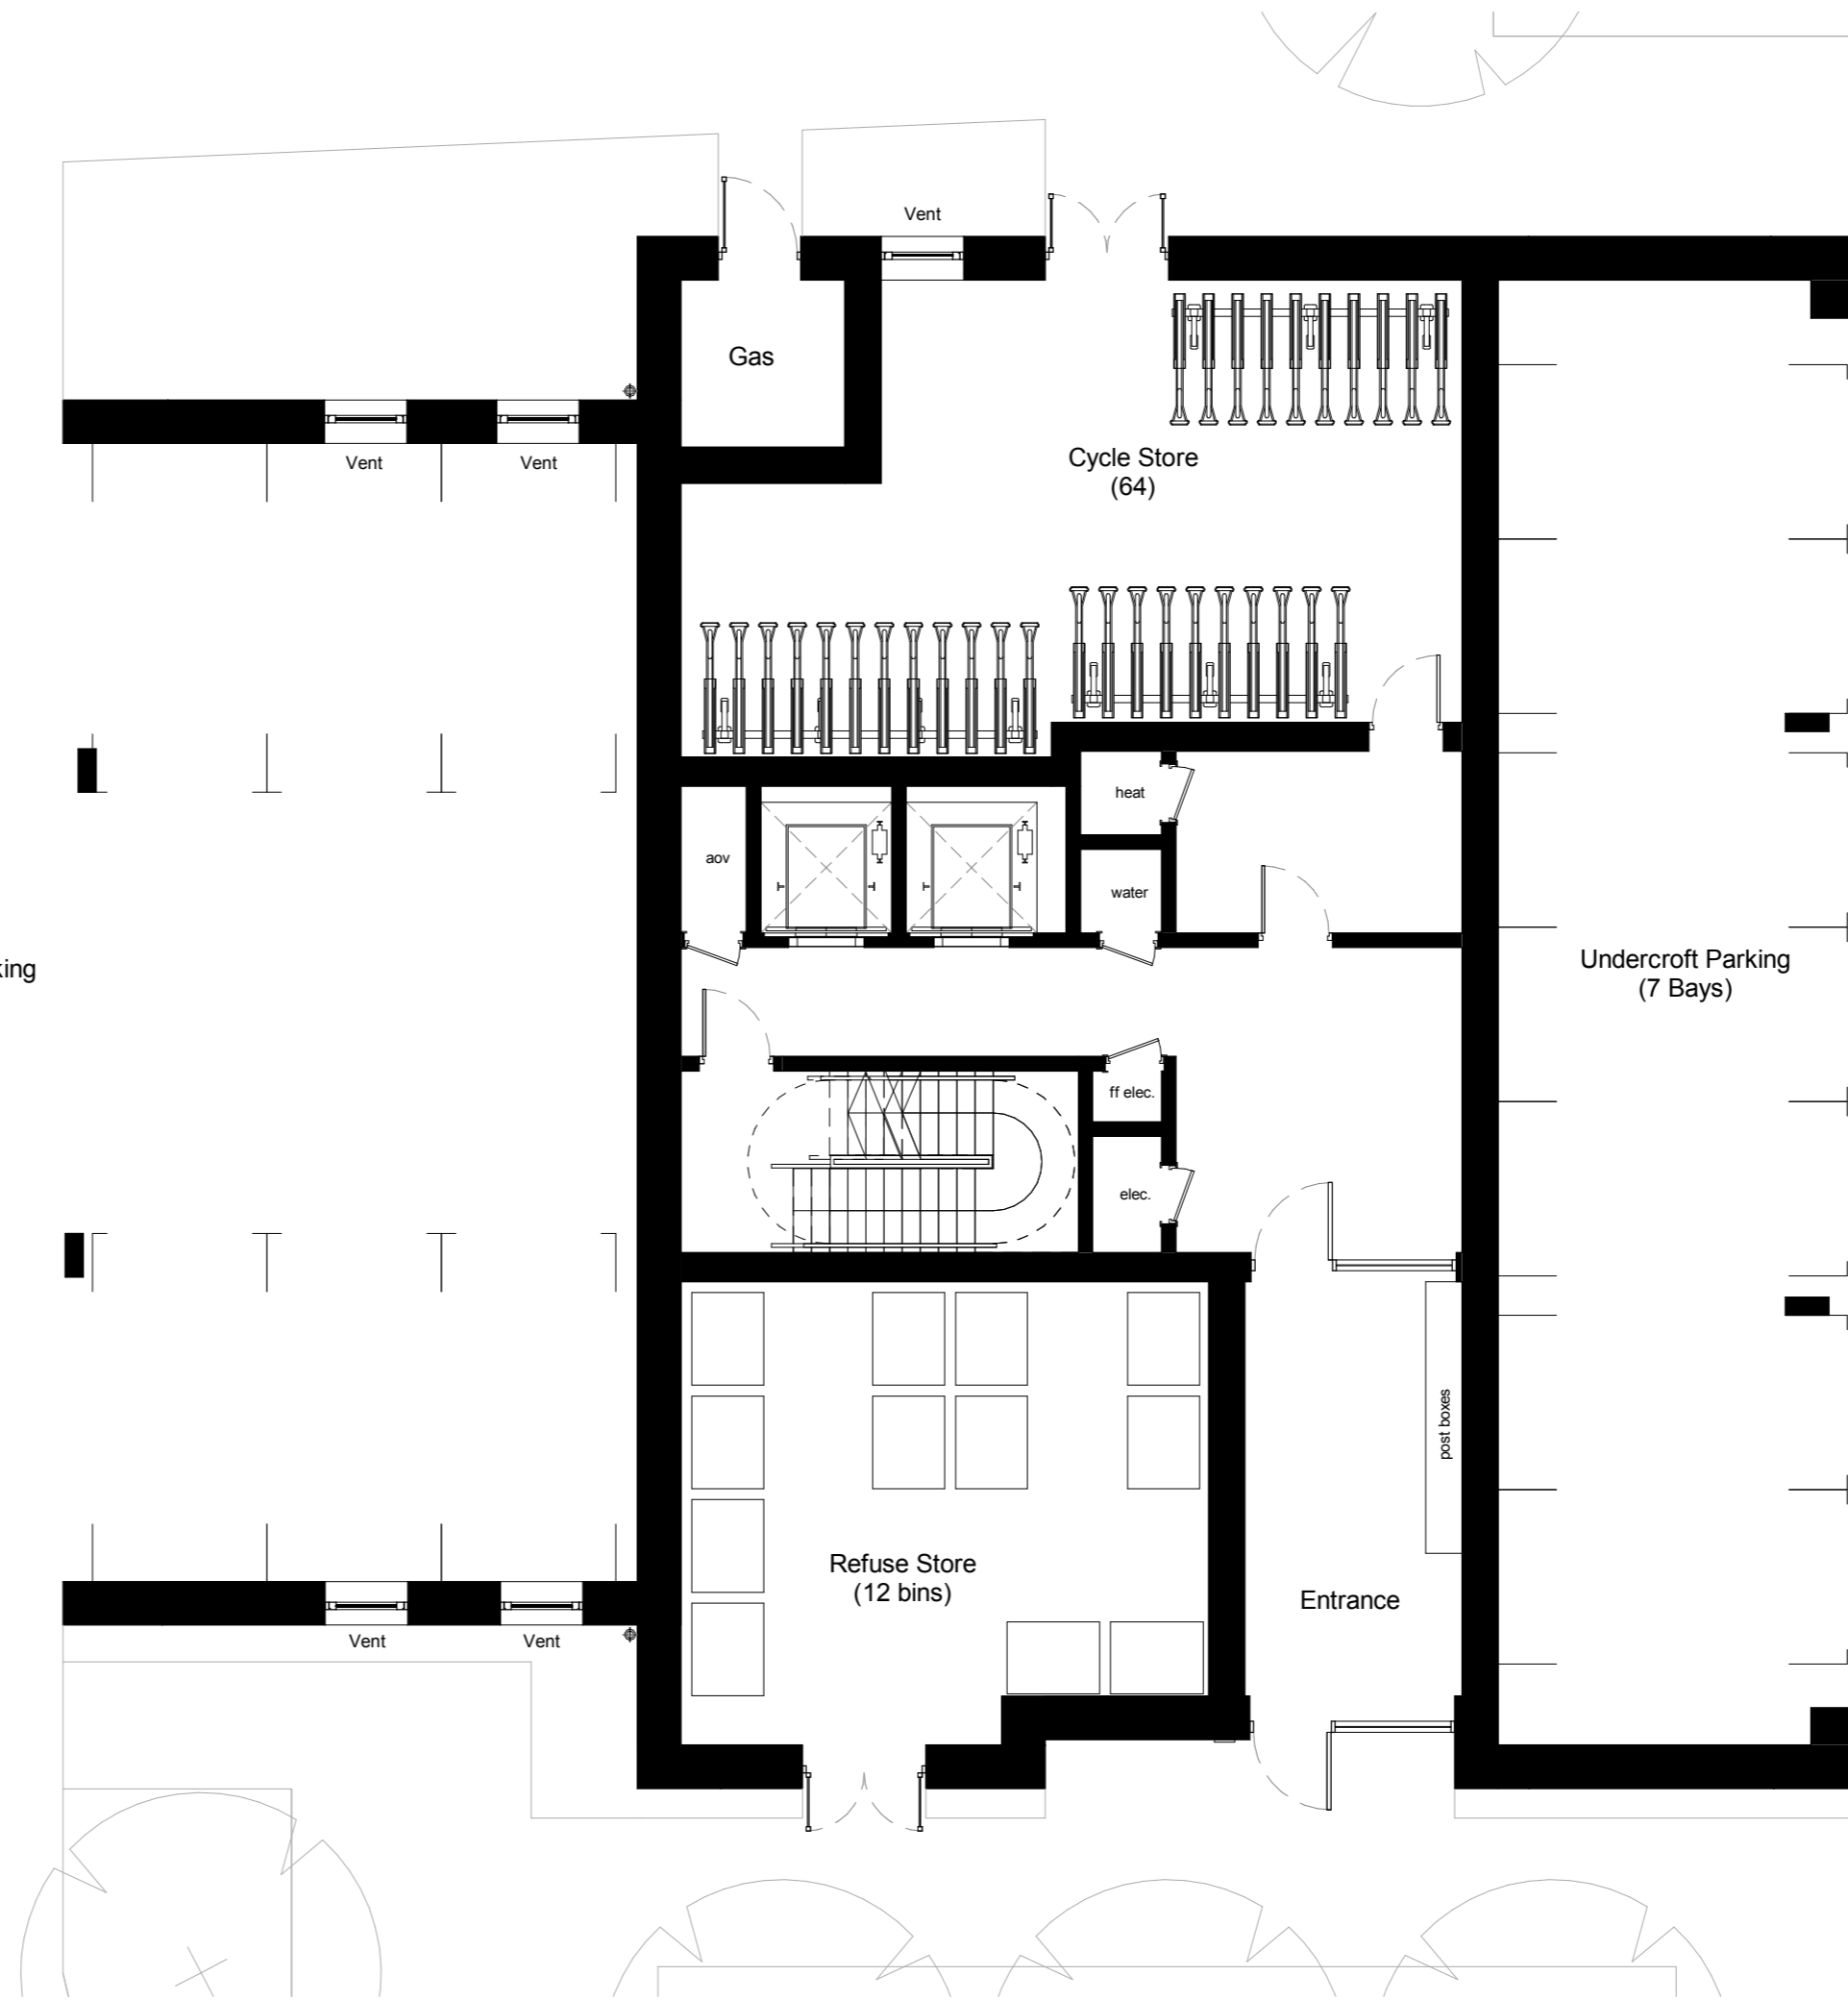 Vent
Gas
Vent
Vent
Cycle Store
(64)
heat
aov
water
king
Undercroft Parking
(7 Bays)
ff elec.
elec.
post boxes
Refuse Store
(12 bins)
Entrance
Vent
Vent